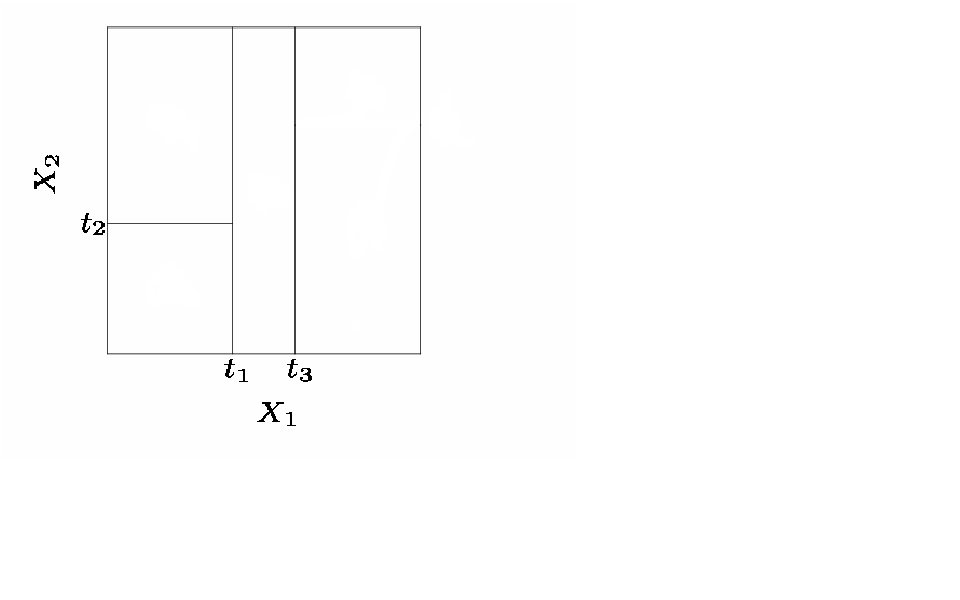 X₂
t₂
t₁ t₃
X₁